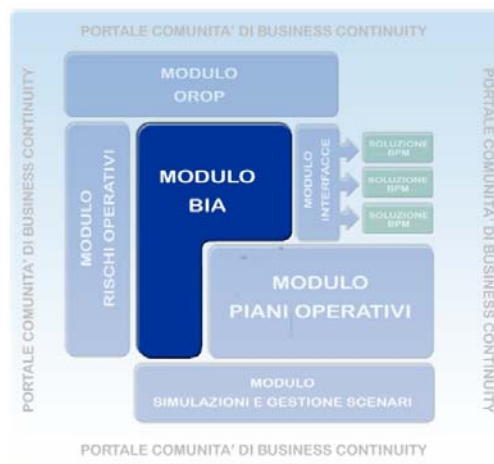 PORTALE COMUNITA' DI BUSINESS CONTINUITY
MODULO
OROP
PORTALE COMUNITA' DI BUSINESS CONTINUITY
MODULO
RISCHI OPERATIVI
MODULO
BIA
MODULO
INTERFACCE
SOLUZIONE
BPM
SOLUZIONE
BPM
SOLUZIONE
BPM
PORTALE COMUNITA' DI BUSINESS CONTINUITY
MODULO
PIANI OPERATIVI
MODULO
SIMULAZIONI E GESTIONE SCENARI
PORTALE COMUNITA' DI BUSINESS CONTINUITY